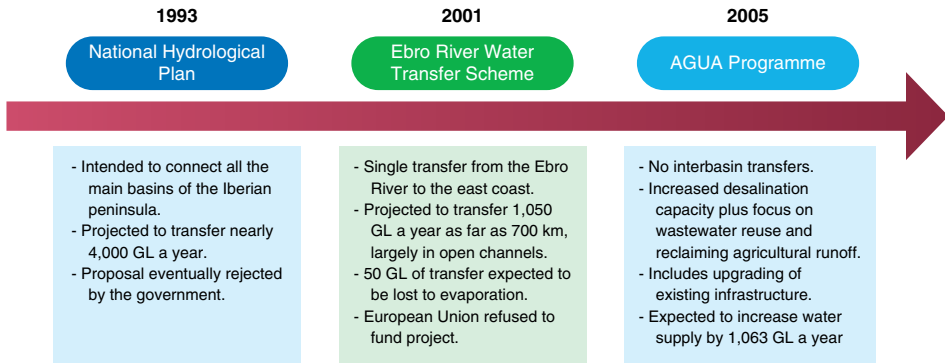 1993
National Hydrological
Plan
- Intended to connect all the
main basins of the Iberian
peninsula.
- Projected to transfer nearly
4,000 GL a year.
- Proposal eventually rejected
by the government.
2001
Ebro River Water
Transfer Scheme
- Single transfer from the Ebro
River to the east coast.
- Projected to transfer 1,050
GL a year as far as 700 km,
largely in open channels.
- 50 GL of transfer expected to
be lost to evaporation.
- European Union refused to
fund project.
2005
AGUA Programme
- No interbasin transfers.
- Increased desalination
capacity plus focus on
wastewater reuse and
reclaiming agricultural runoff.
- Includes upgrading of
existing infrastructure.
- Expected to increase water
supply by 1,063 GL a year